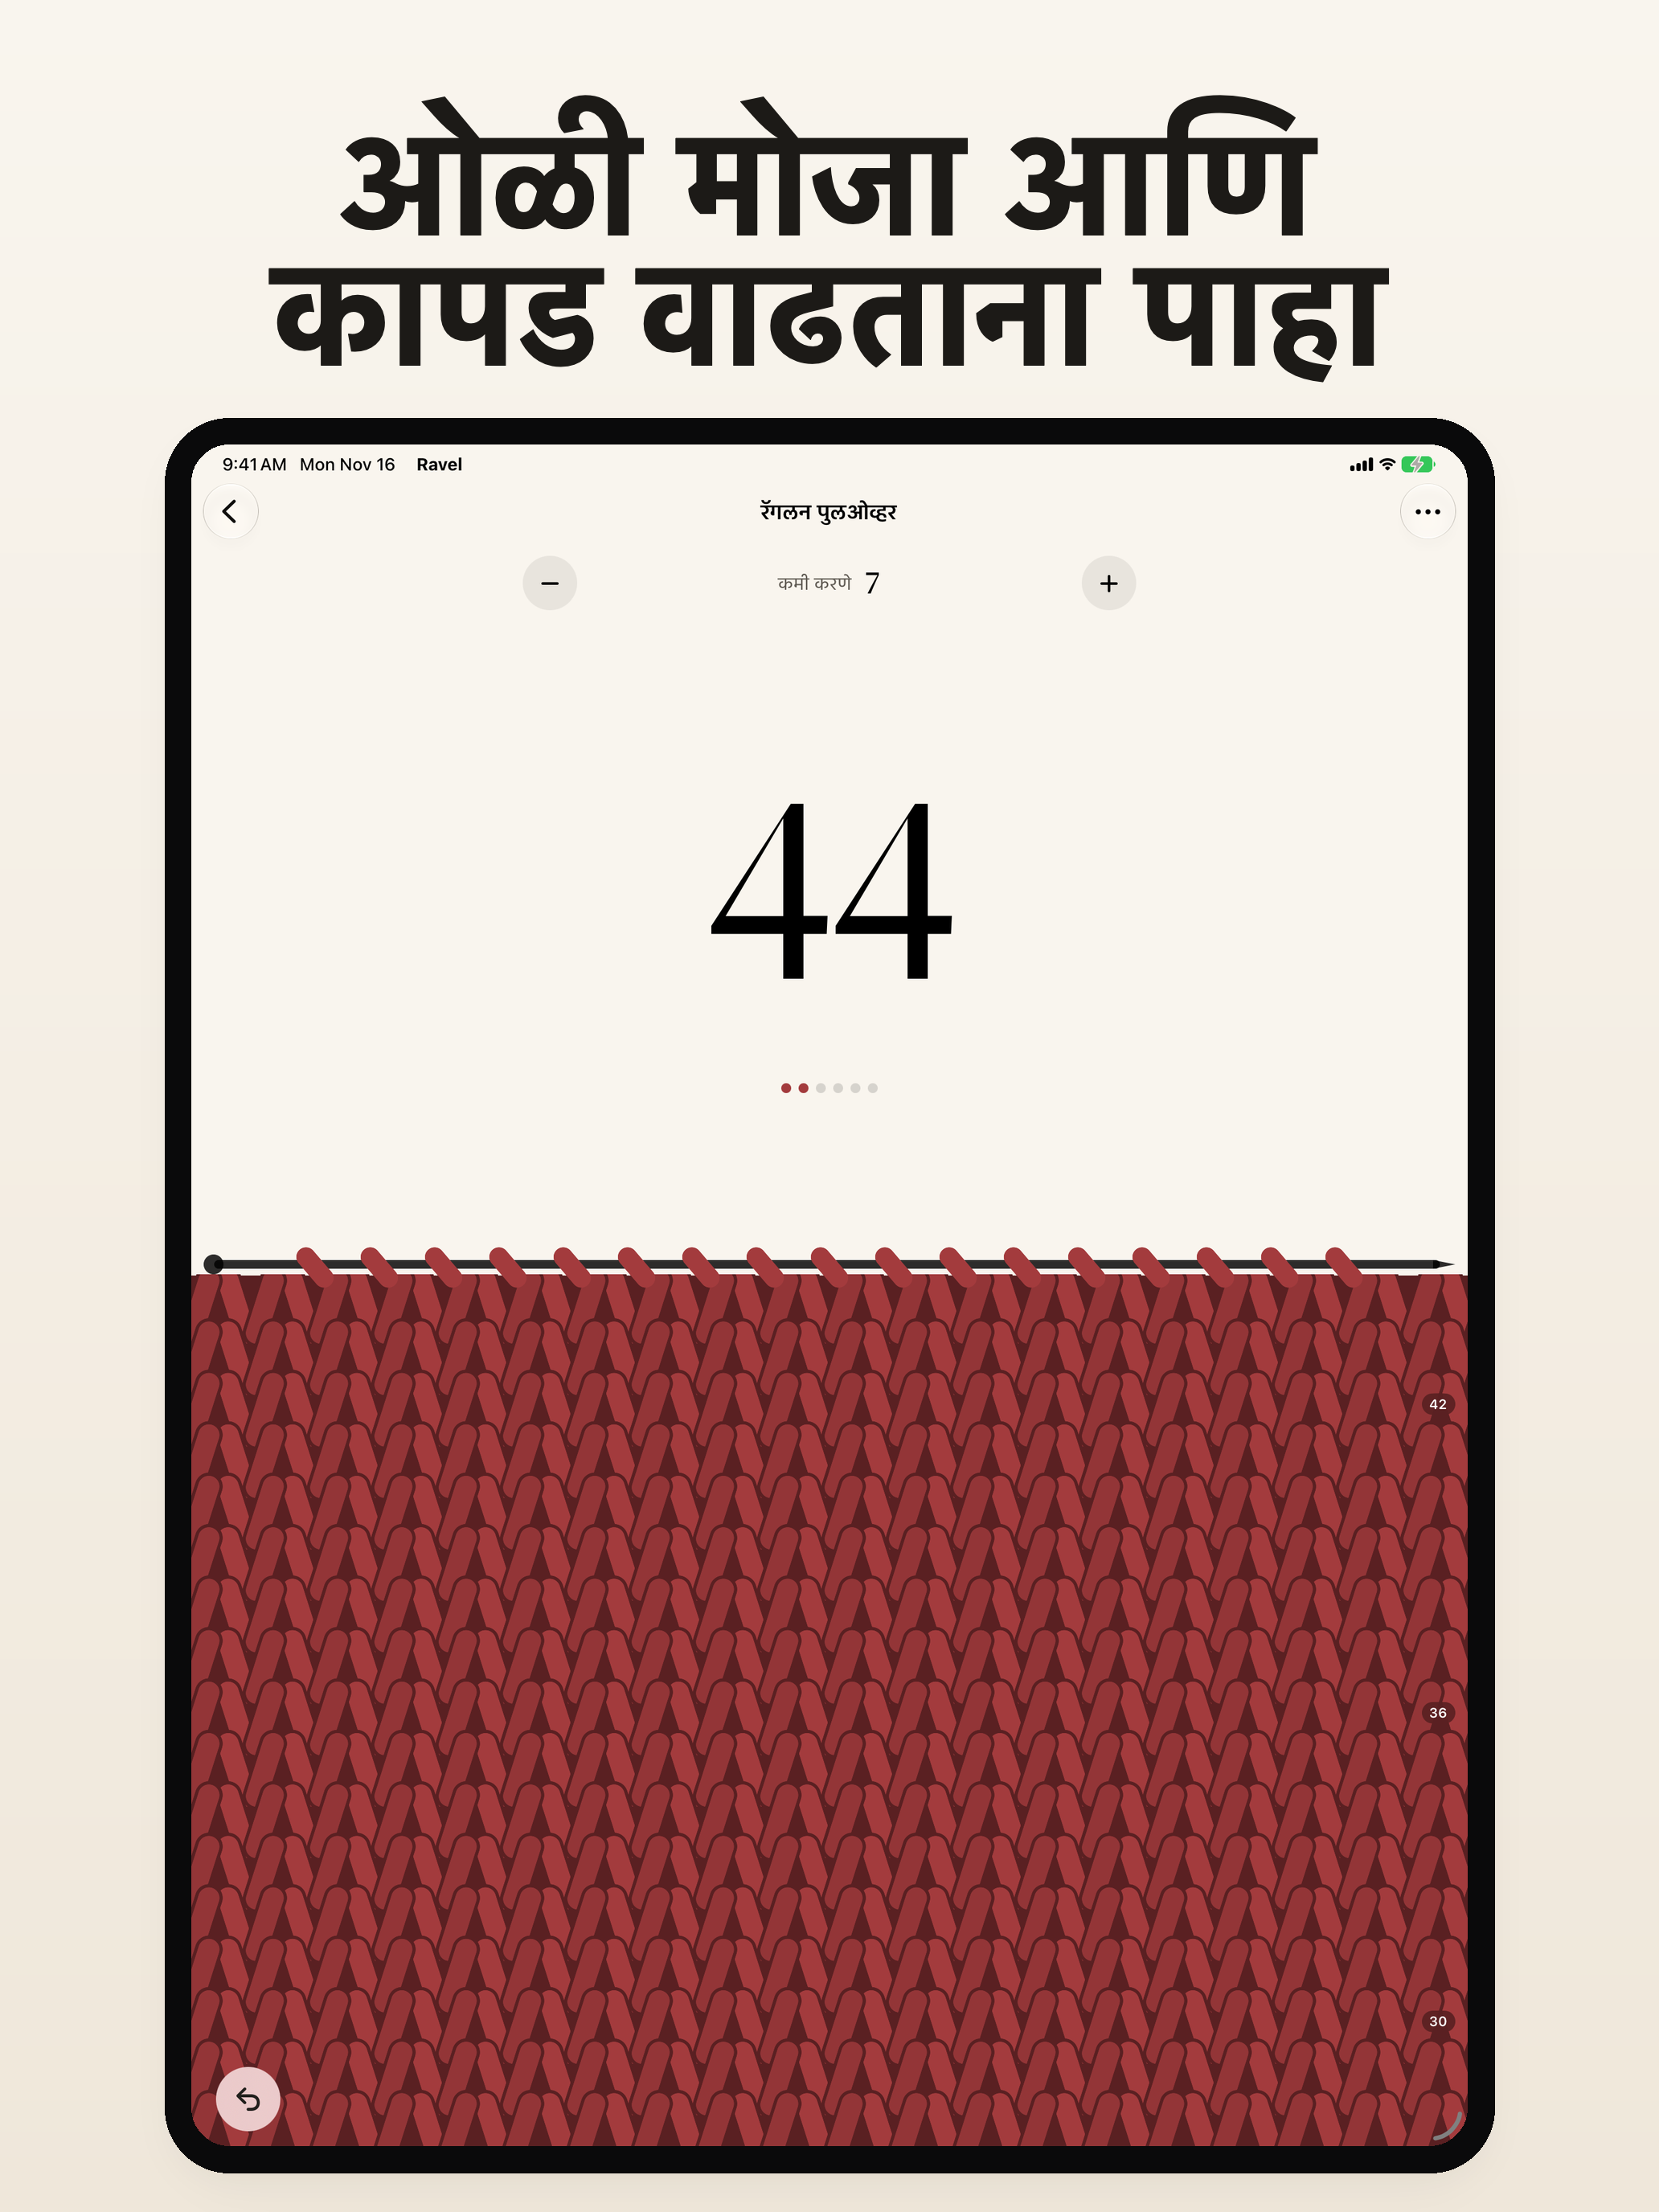 ओळी मोजा आणि
कापड वाढताना पाहा
9:41 AM Mon Nov 16 Ravel
रॅगलन पुलओव्हर
कमी करणे 7
44
42
36
30